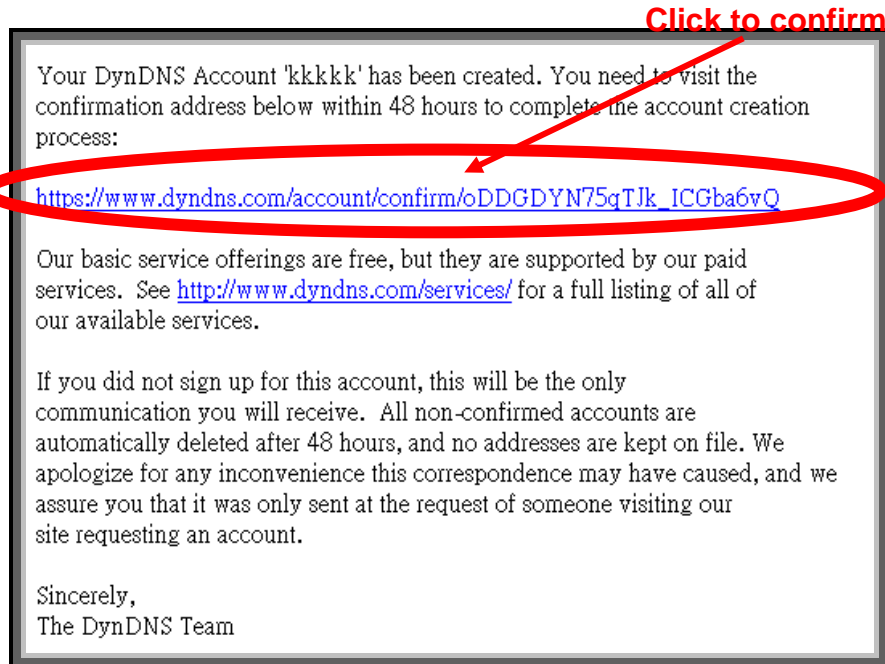 Click to confirm
Your DynDNS Account 'kkkkk' has been created. You need to visit the
confirmation address below within 48 hours to complete the account creation
process:
https://www.dyndns.com/account/confirm/oDDGDYN75qTJk_ICGba6vQ
Our basic service offerings are free, but they are supported by our paid
services. See http://www.dyndns.com/services/ for a full listing of all of
our available services.
If you did not sign up for this account, this will be the only
communication you will receive. All non-confirmed accounts are
automatically deleted after 48 hours, and no addresses are kept on file. We
apologize for any inconvenience this correspondence may have caused, and we
assure you that it was only sent at the request of someone visiting our
site requesting an account.
Sincerely,
The DynDNS Team